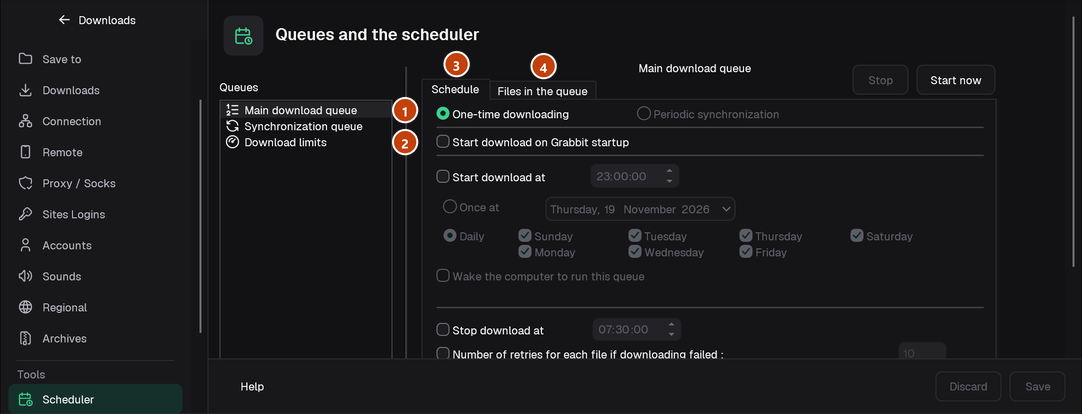 Downloads
Save to
Downloads
Connection
Remote
Proxy / Socks
Sites Logins
Accounts
Sounds
Regional
Archives
Tools
Scheduler
Queues and the scheduler
Queues
Main download queue
Synchronization queue
Download limits
1
2
3
4
Main download queue
Stop
Start now
Schedule
Files in the queue
One-time downloading
Periodic synchronization
Start download on Grabbit startup
Start download at
23:00:00
Once at
Thursday, 19 November 2026
Daily
Sunday
Tuesday
Thursday
Saturday
Monday
Wednesday
Friday
Wake the computer to run this queue
Stop download at
07:30:00
Number of retries for each file if downloading failed :
10
Help
Discard
Save